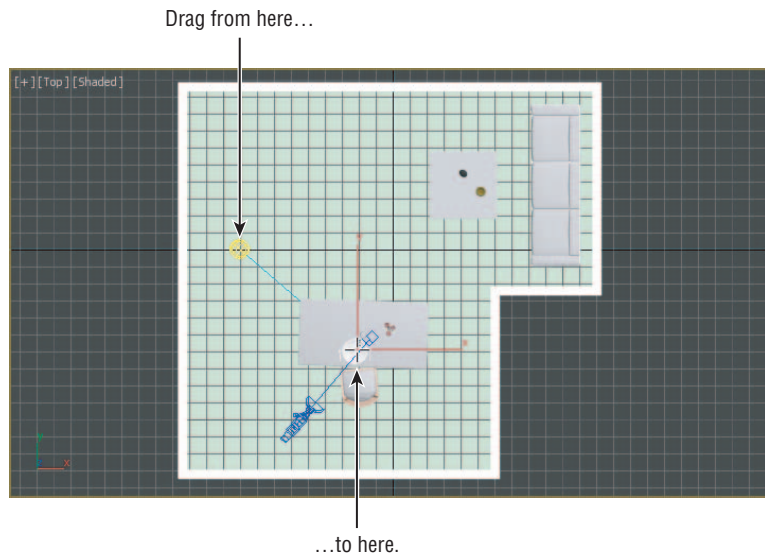 Drag from here…
[+][Top][Shaded]
x
y
x
…to here.